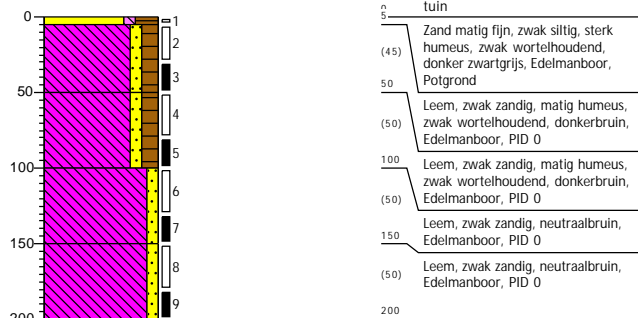 0
50
100
150
200
1
2
3
4
5
6
7
8
9
0
5
(45)
50
(50)
100
(50)
150
(50)
200
tuin
Zand matig fijn, zwak siltig, sterk
humeus, zwak wortelhoudend,
donker zwartgrijs, Edelmanboor,
Potgrond
Leem, zwak zandig, matig humeus,
zwak wortelhoudend, donkerbruin,
Edelmanboor, PID 0
Leem, zwak zandig, matig humeus,
zwak wortelhoudend, donkerbruin,
Edelmanboor, PID 0
Leem, zwak zandig, neutraalbruin,
Edelmanboor, PID 0
Leem, zwak zandig, neutraalbruin,
Edelmanboor, PID 0